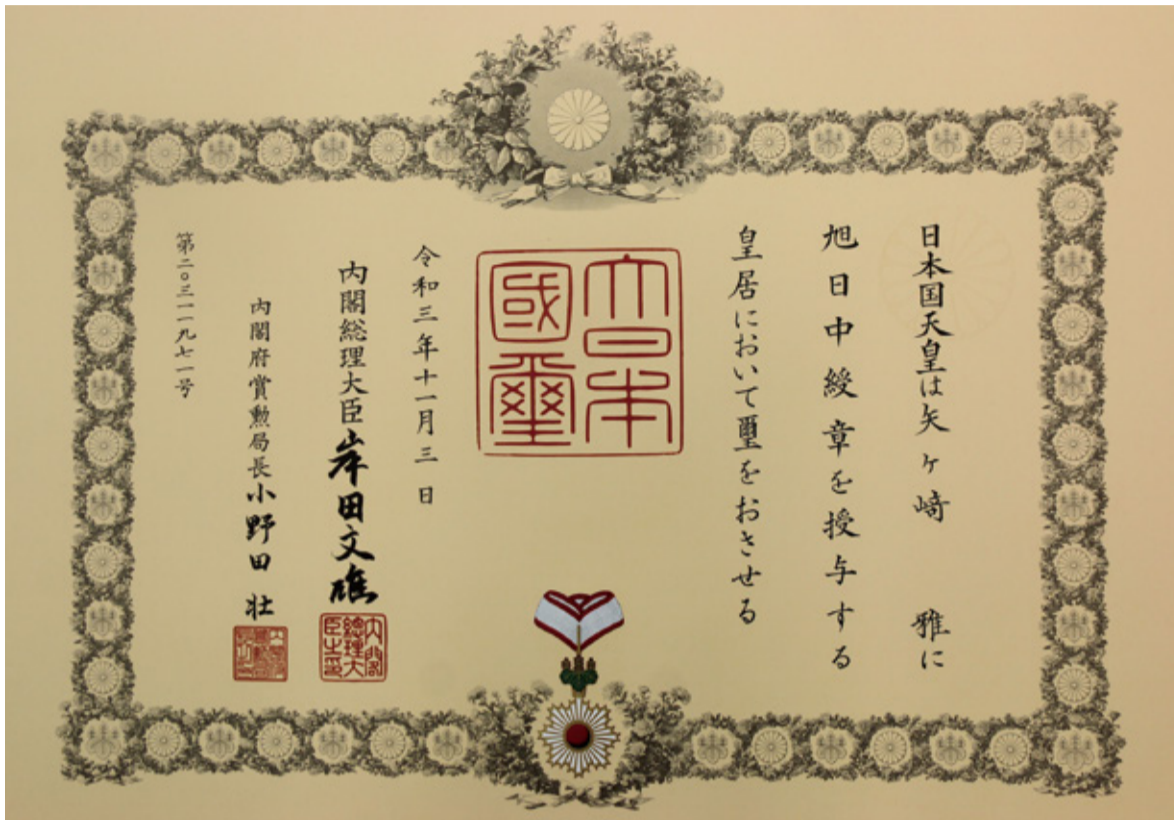 日本国天皇は矢ヶ﨑 雅に
旭日中綬章を授与する
皇居において璽をおさせる
大日本
國璽
令和三年十一月三日
内閣総理大臣岸田文雄
内閣総理大臣之印
内閣府賞勲局長小野田 壮
第二〇三一一九七一号